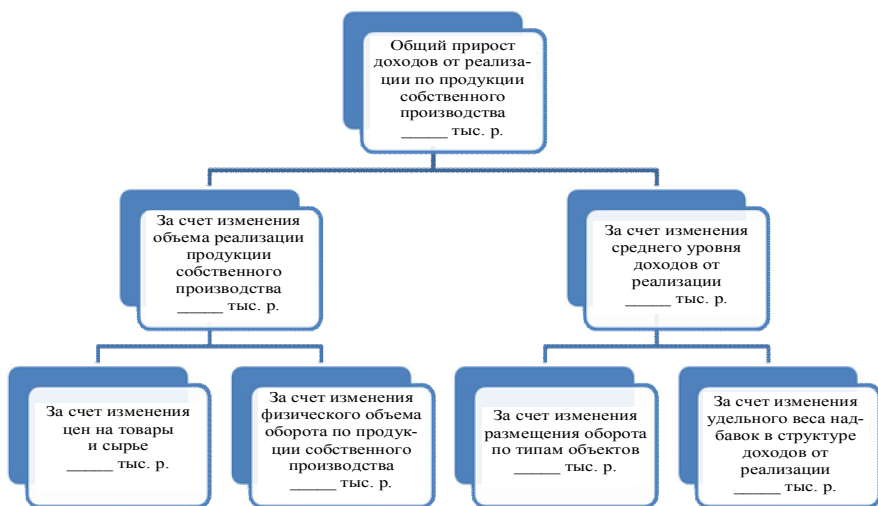 Общий прирост
доходов от реализа-
ции по продукции
собственного
производства
_____ тыс. р.
За счет изменения
объема реализации
продукции
собственного
производства
_____ тыс. р.
За счет изменения
среднего уровня
доходов от
реализации
_____ тыс. р.
За счет изменения
цен на товары
и сырье
_____ тыс. р.
За счет изменения
физического объема
оборота по продук-
ции собственного
производства
_____ тыс. р.
За счет изменения
размещения оборота
по типам объектов
_____ тыс. р.
За счет изменения
удельного веса над-
бавок в структуре
доходов от
реализации
_____ тыс. р.